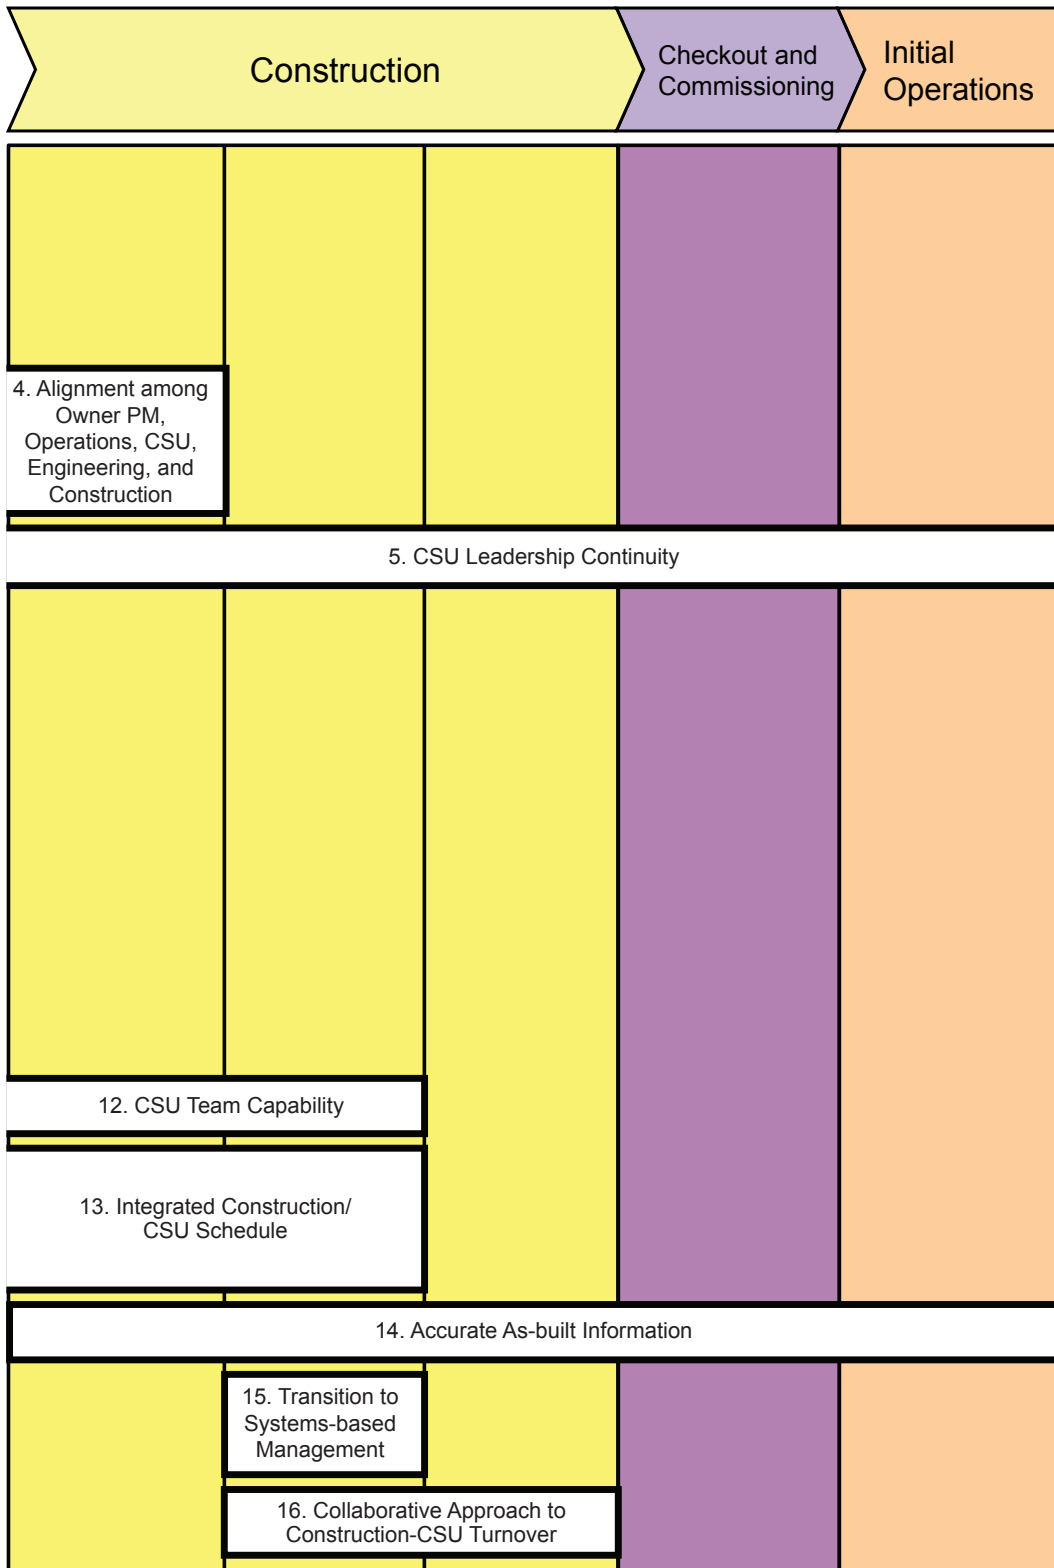 Construction
Checkout and
Commissioning
Initial
Operations
4. Alignment among
Owner PM,
Operations, CSU,
Engineering, and
Construction
5. CSU Leadership Continuity
12. CSU Team Capability
13. Integrated Construction/
CSU Schedule
14. Accurate As-built Information
15. Transition to
Systems-based
Management
16. Collaborative Approach to
Construction-CSU Turnover